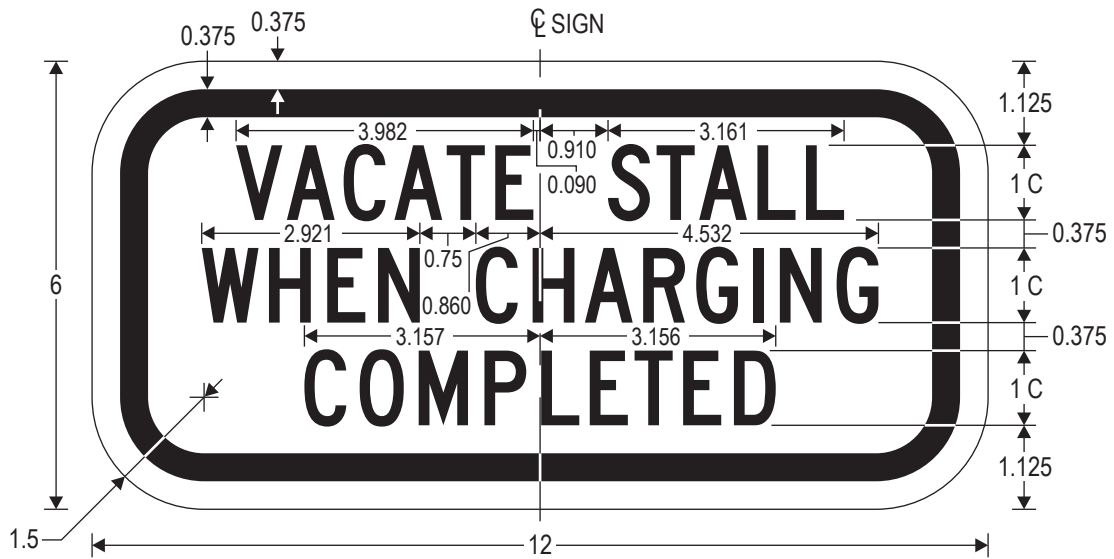 0.375
0.375
℄ SIGN
3.982
3.161
1.125
0.910
0.090
VACATE STALL
1 C
2.921
4.532
0.375
0.75
6
WHEN CHARGING
1 C
0.860
3.157
3.156
0.375
COMPLETED
1 C
1.125
1.5
12